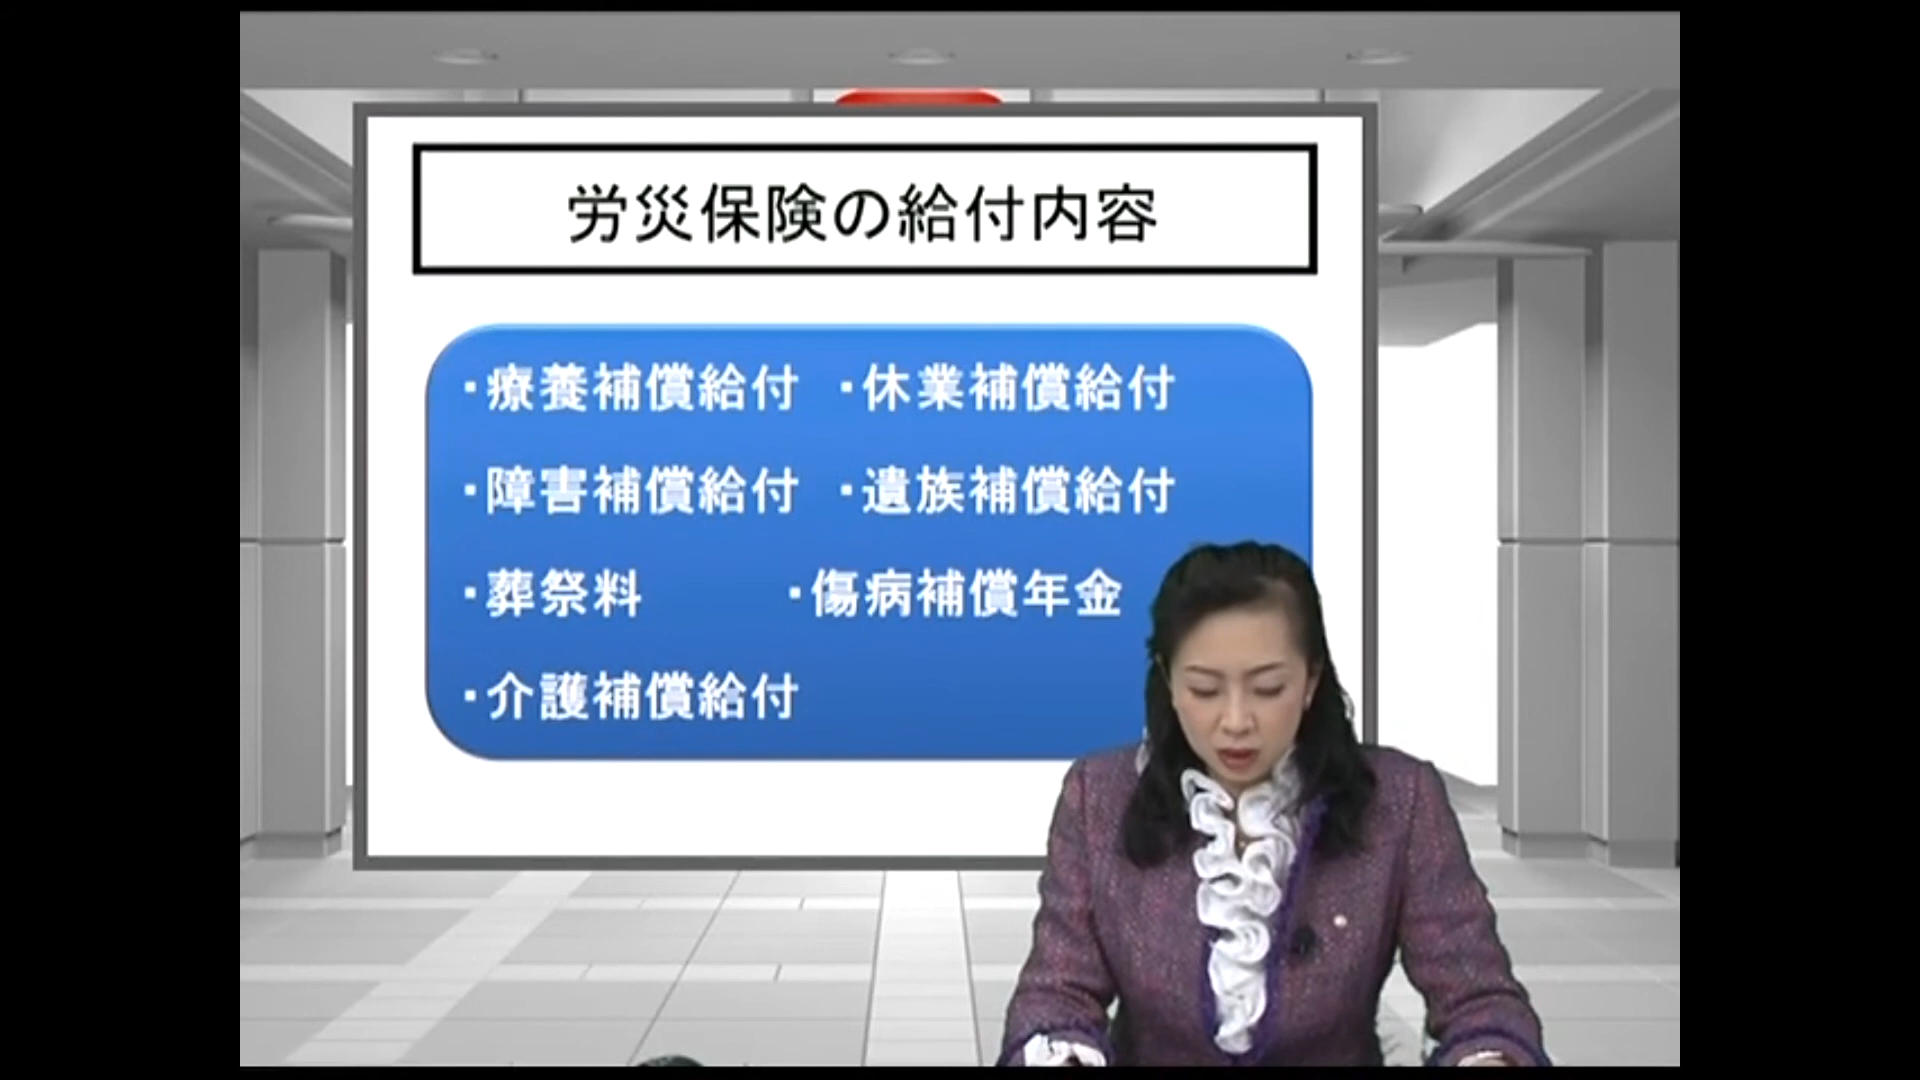 労災保険の給付内容
・療養補償給付 ・休業補償給付
・障害補償給付 ・遺族補償給付
・葬祭料 ・傷病補償年金
・介護補償給付